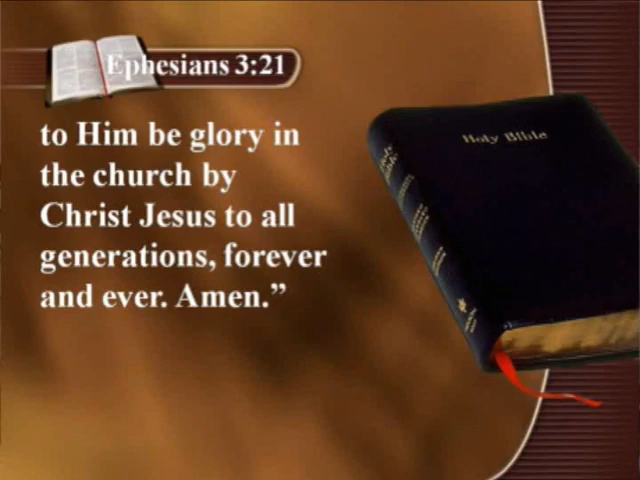 Ephesians 3:21
to Him be glory in
the church by
Christ Jesus to all
generations, forever
and ever. Amen.”
Holy Bible